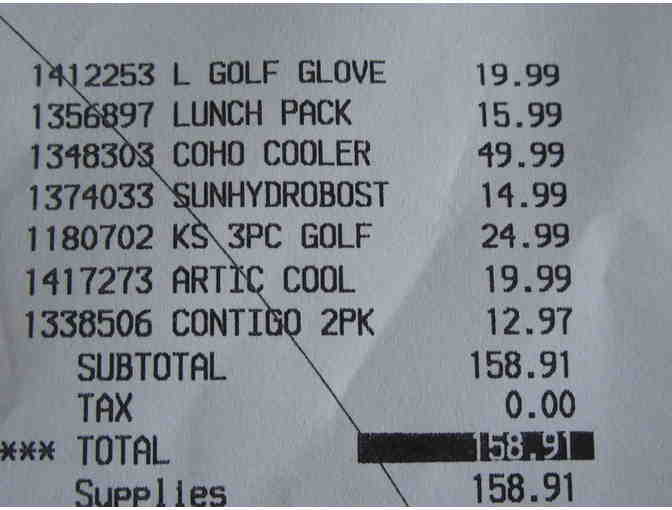 1412253 L GOLF GLOVE 19.99
1356897 LUNCH PACK 15.99
1348303 COHO COOLER 49.99
1374033 SUNHYDROBOST 14.99
1180702 KS 3PC GOLF 24.99
1417273 ARTIC COOL 19.99
1338506 CONTIGO 2PK 12.97
SUBTOTAL 158.91
TAX 0.00
*** TOTAL 158.91
Supplies 158.91